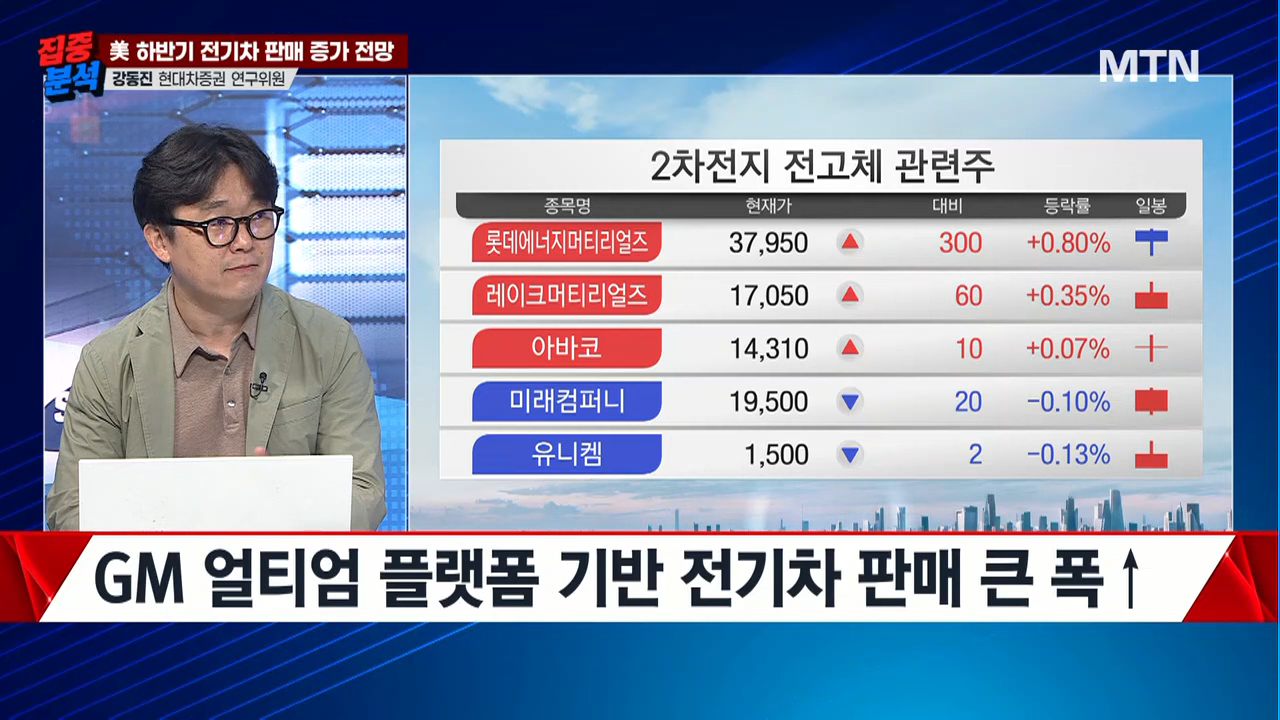 집중
분석
美 하반기 전기차 판매 증가 전망
강동진 현대차증권 연구위원
MTN
2차전지 전고체 관련주
종목명 현재가 대비 등락률 일봉
롯데에너지머티리얼즈 37,950 ▲ 300 +0.80%
레이크머티리얼즈 17,050 ▲ 60 +0.35%
아바코 14,310 ▲ 10 +0.07%
미래컴퍼니 19,500 ▼ 20 -0.10%
유니켐 1,500 ▼ 2 -0.13%
GM 얼티엄 플랫폼 기반 전기차 판매 큰 폭↑